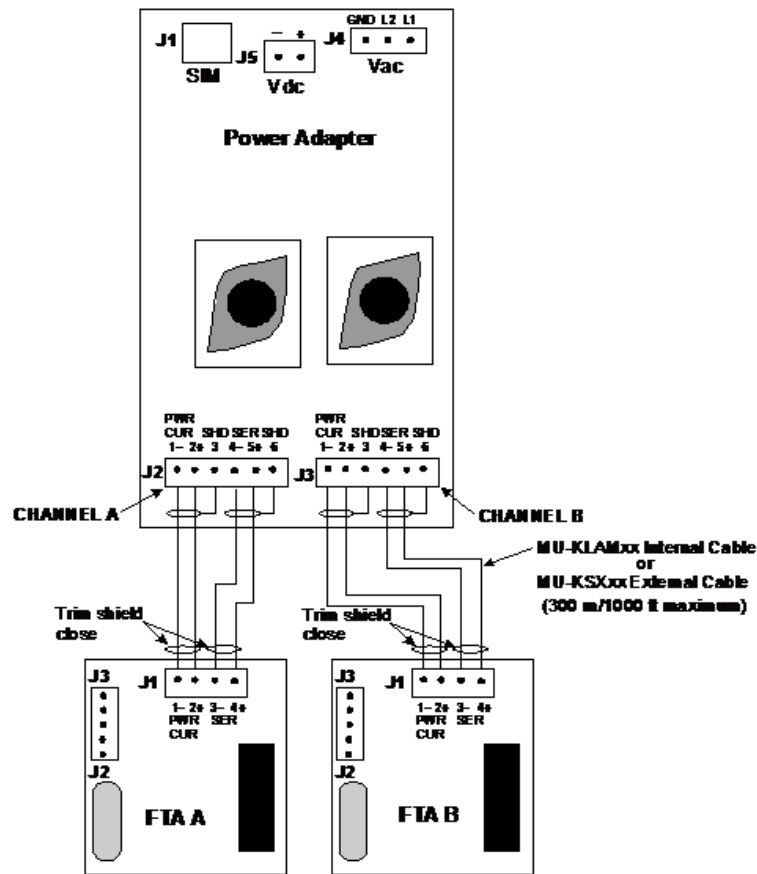 GND L2 L1
J1
SIM
J5
− +
Vdc
J4
Vac
Power Adapter
PWR
CUR SHD SER SHD
1− 2+ 3 4− 5+ 6
J2
PWR
CUR SHD SER SHD
1− 2+ 3 4− 5+ 6
J3
CHANNEL A
CHANNEL B
MU-KLAMxx Internal Cable
or
MU-KSXxx External Cable
(300 m/1000 ft maximum)
Trim shield
close
Trim shield
close
J3
J1
1− 2+ 3− 4+
PWR SER
CUR
J2
FTA A
J3
J1
1− 2+ 3− 4+
PWR SER
CUR
J2
FTA B